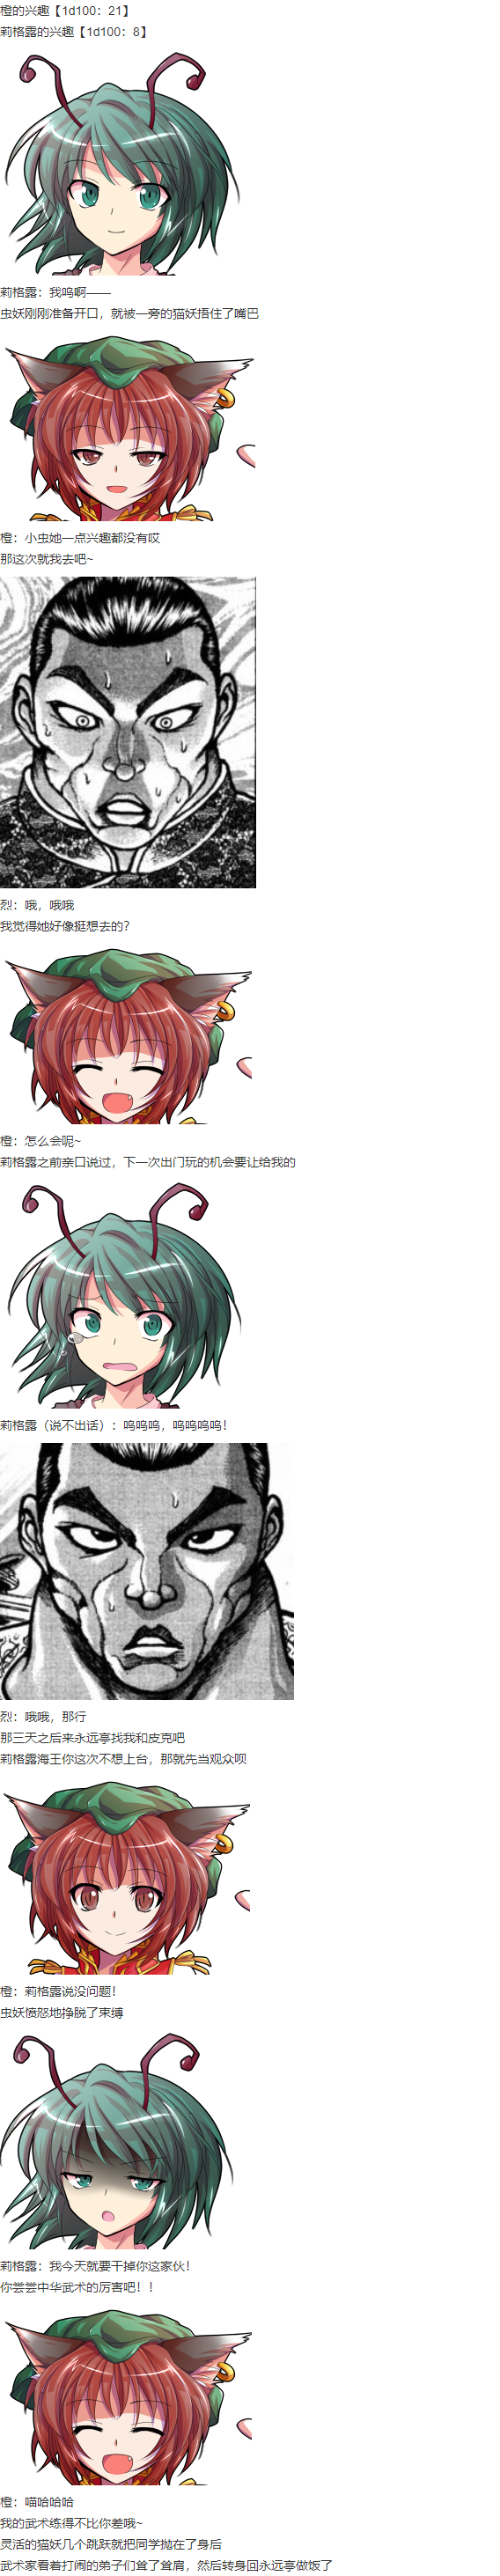 橙的兴趣【1d100：21】
莉格露的兴趣【1d100：8】
莉格露：我呜啊——
虫妖刚刚准备开口，就被一旁的猫妖捂住了嘴巴
橙：小虫她一点兴趣都没有哎
那这次就我去吧~
烈：哦，哦哦
我觉得她好像挺想去的？
橙：怎么会呢~
莉格露之前亲口说过，下一次出门玩的机会要让给我的
莉格露（说不出话）：呜呜呜，呜呜呜呜！
烈：哦哦，那行
那三天之后来永远亭找我和皮克吧
莉格露海王你这次不想上台，那就先当观众呗
橙：莉格露说没问题！
虫妖愤怒地挣脱了束缚
莉格露：我今天就要干掉你这家伙！
你尝尝中华武术的厉害吧！！
橙：喵哈哈哈
我的武术练得不比你差哦~
灵活的猫妖几个跳跃就把同学抛在了身后
武术家看着打闹的弟子们耸了耸肩，然后转身回永远亭做饭了